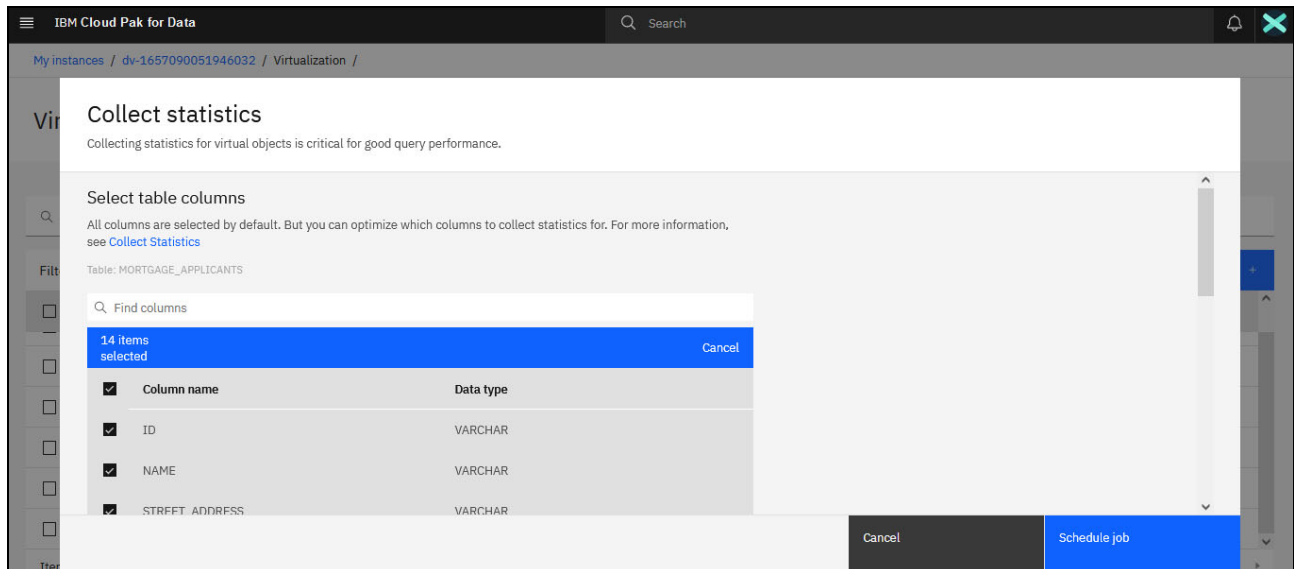 IBM Cloud Pak for Data
Search
My instances / dv-1657090051946032 / Virtualization /
Vir
Collect statistics
Collecting statistics for virtual objects is critical for good query performance.
Select table columns
All columns are selected by default. But you can optimize which columns to collect statistics for. For more information,
see Collect Statistics
Filt
Table: MORTGAGE_APPLICANTS
Find columns
14 items
selected
Cancel
Column name Data type
ID VARCHAR
NAME VARCHAR
STREET_ADDRESS VARCHAR
Cancel
Schedule job
Iter